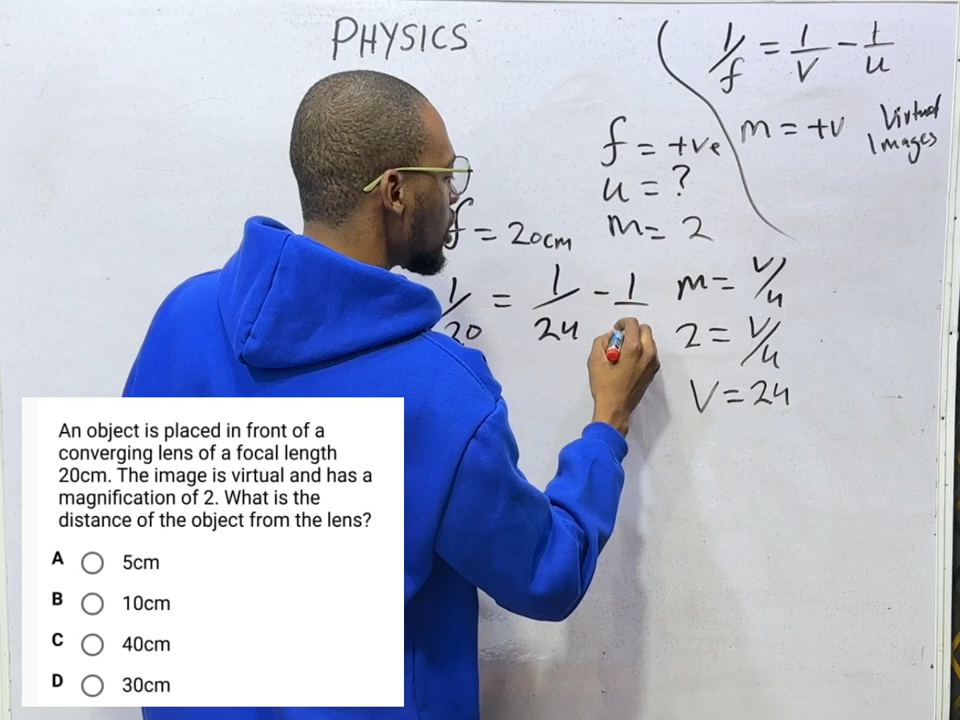 PHYSICS
1/f = 1/v - 1/u
m = +v Virtual Images
f = +ve
u = ?
f = 20cm m = 2
1/20 = 1/2u - 1/
m = v/u
2 = v/u
V = 2u
An object is placed in front of a
converging lens of a focal length
20cm. The image is virtual and has a
magnification of 2. What is the
distance of the object from the lens?
A 5cm
B 10cm
C 40cm
D 30cm